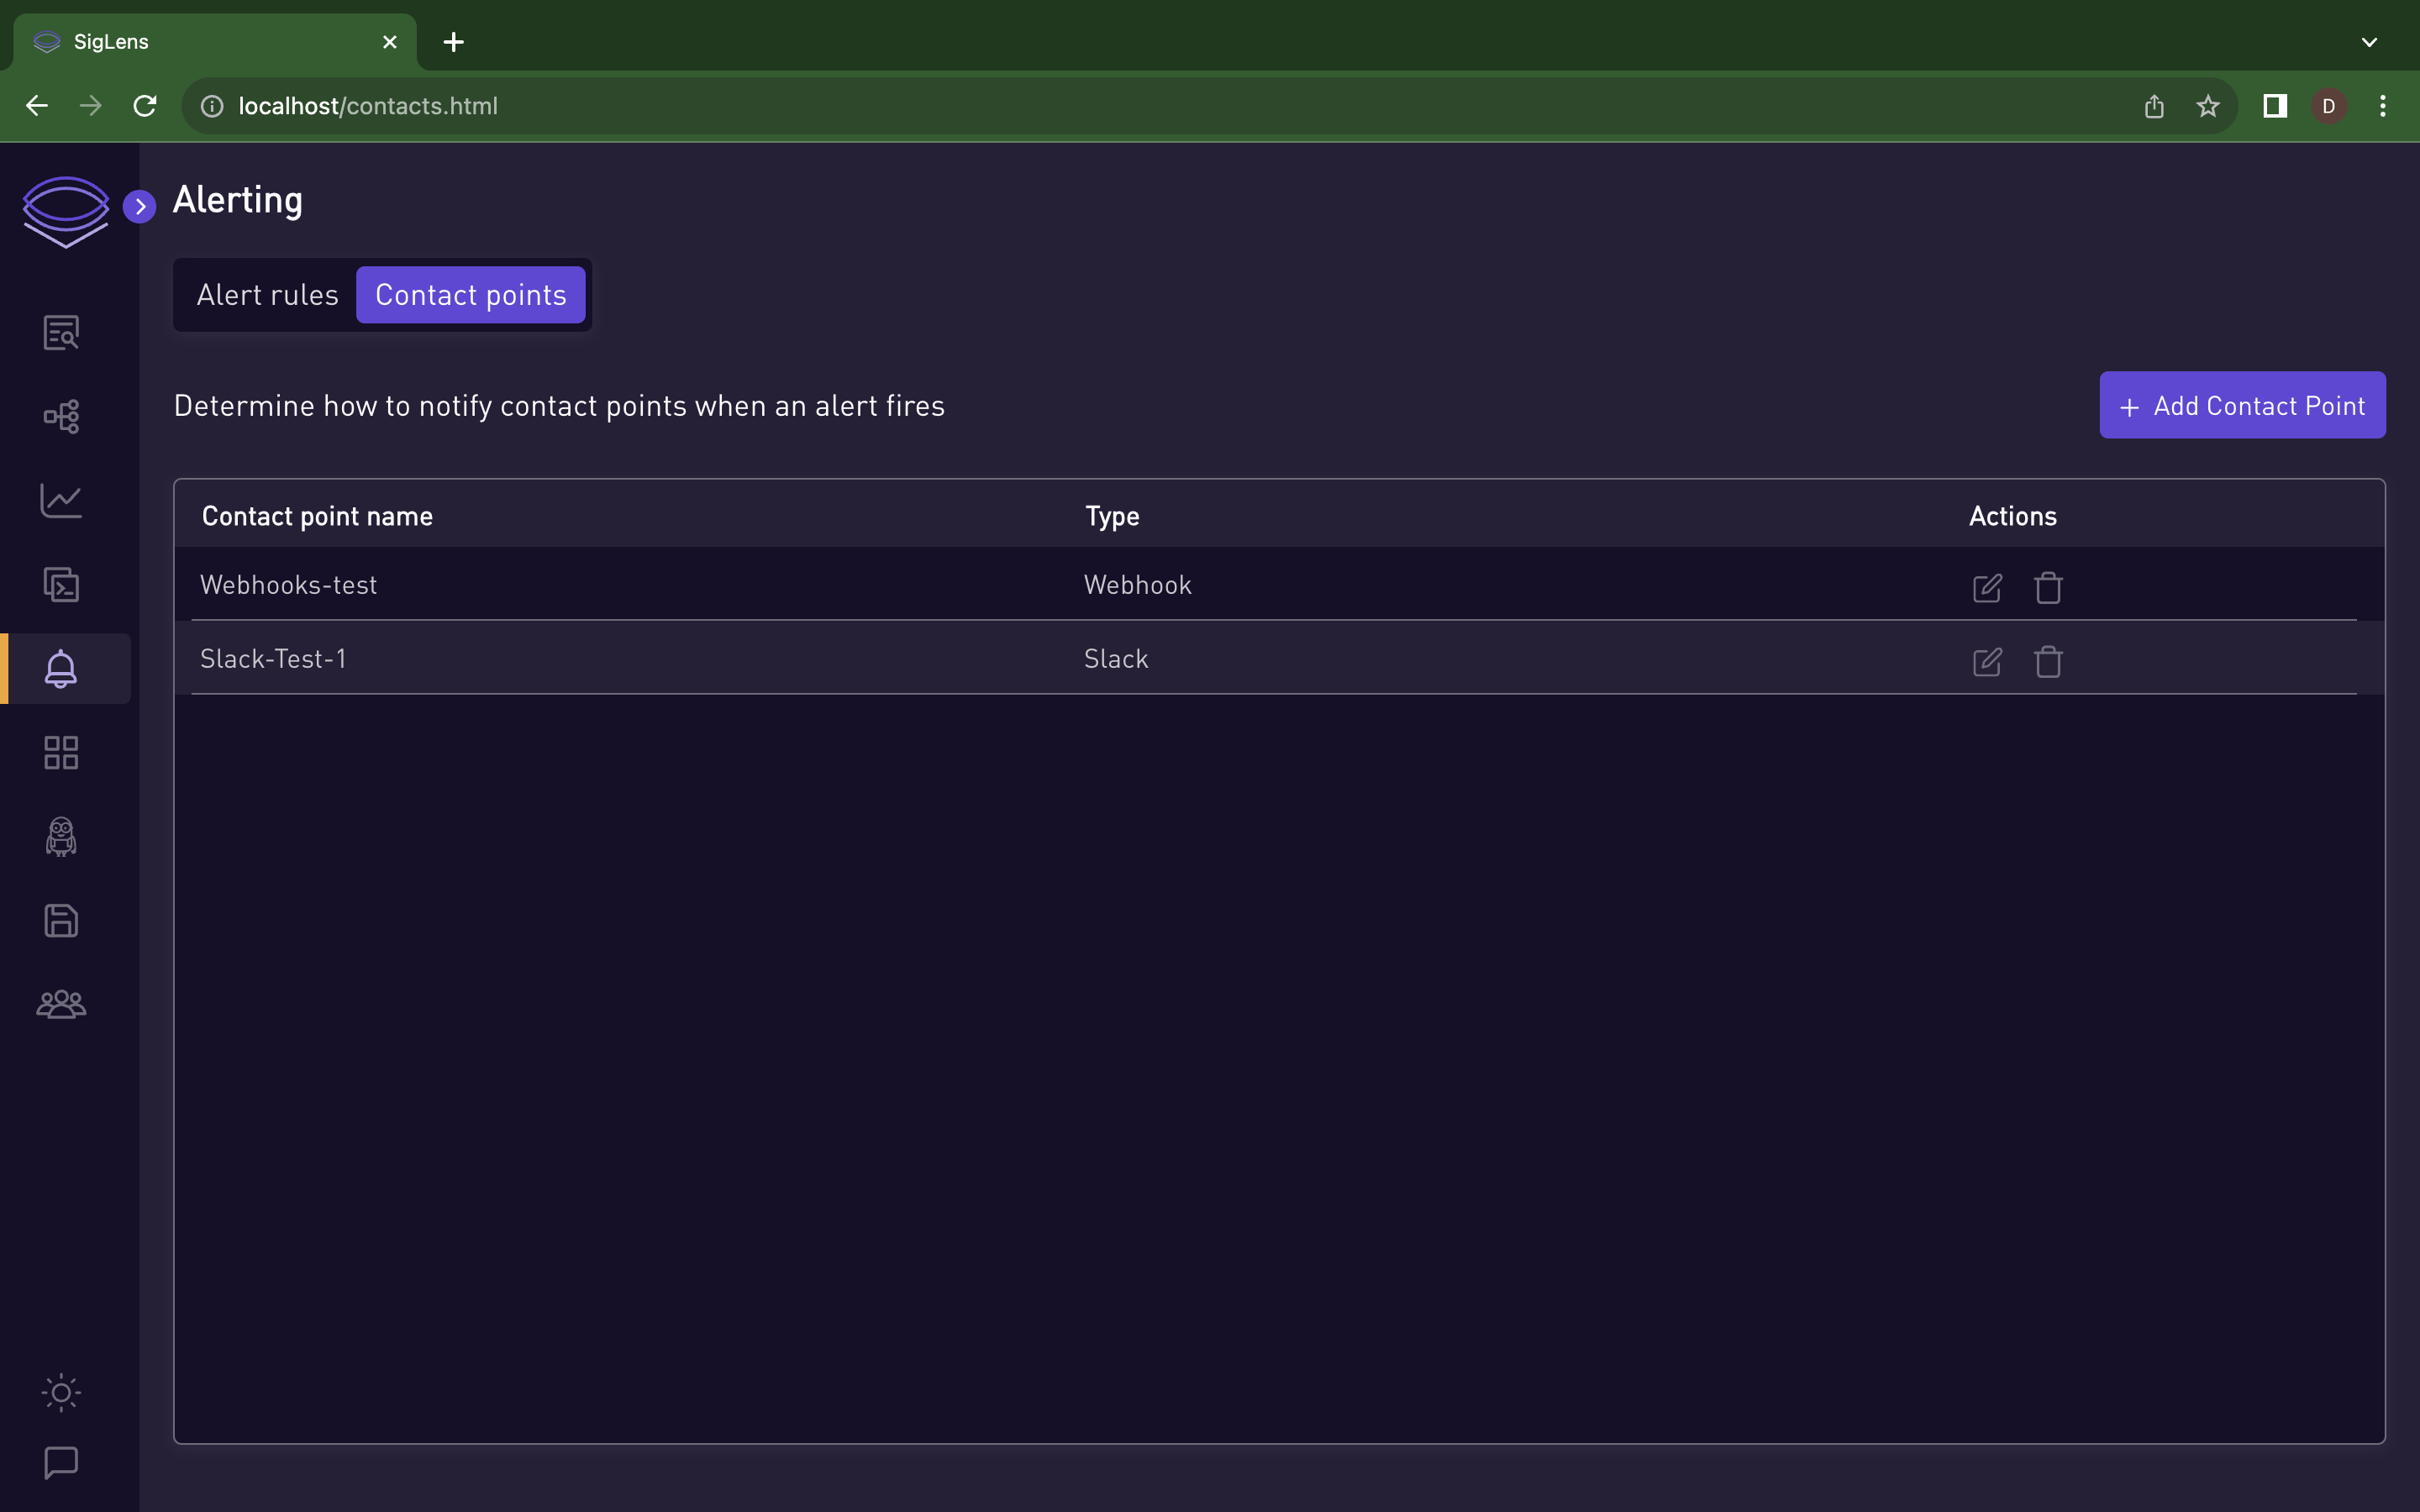 SigLens
localhost/contacts.html
D
Alerting
Alert rules Contact points
Determine how to notify contact points when an alert fires
+ Add Contact Point
Contact point name Type Actions
Webhooks-test Webhook
Slack-Test-1 Slack